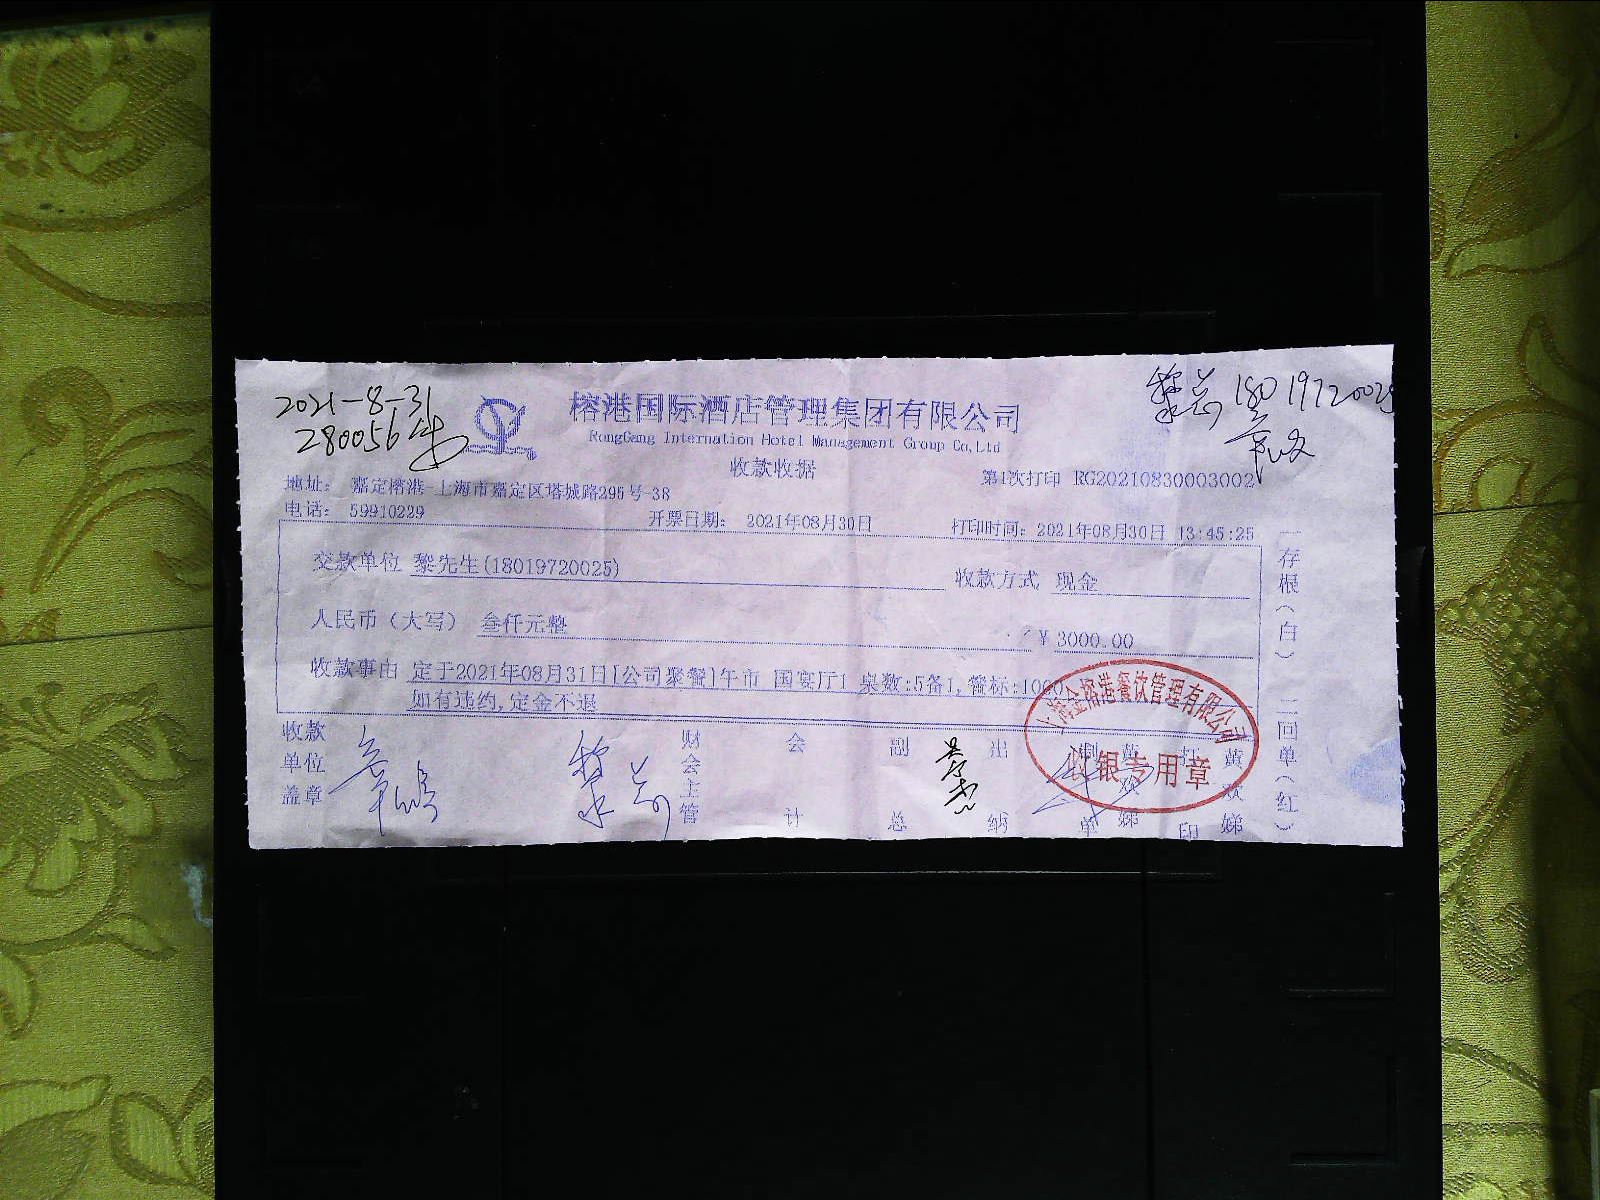 2021-8-31
280056
18019720025
榕港国际酒店管理集团有限公司
RongGang Internation Hotel Management Group Co,Ltd
收款收据
第1次打印 RG20210830003002
地址: 嘉定榕港-上海市嘉定区塔城路295号-38
电话: 59910229
开票日期: 2021年08月30日
打印时间: 2021年08月30日 13:45:25
交款单位 黎先生(18019720025)
收款方式 现金
人民币(大写) 叁仟元整
¥ 3000.00
收款事由 定于2021年08月31日[公司聚餐]午市 国宴厅1 桌数:5备1,餐标:1000
如有违约,定金不退
收款单位盖章
财会主管
会计
副总
出纳
制单 黄欢娣
打印 黄欢娣
上海金榕港餐饮管理有限公司
收银专用章
一存根(白) 二回单(红)